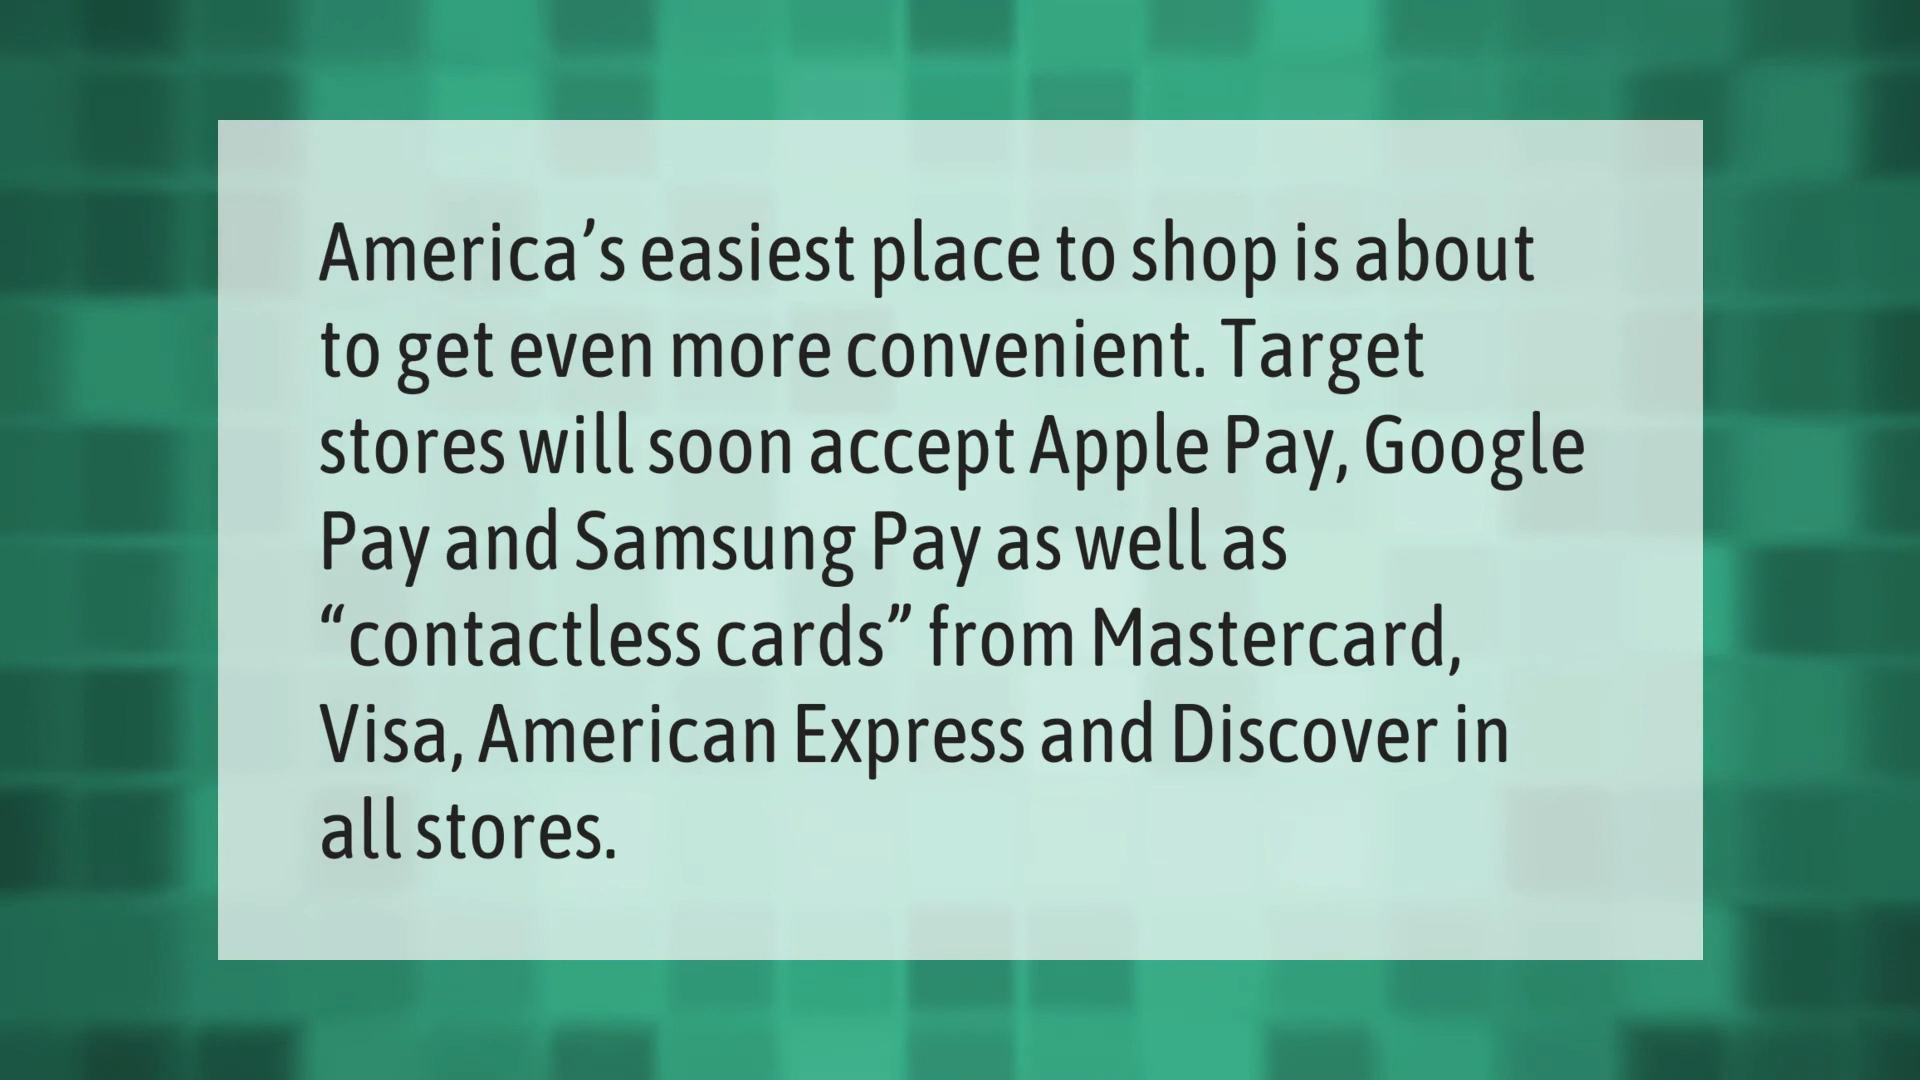 America’s easiest place to shop is about
to get even more convenient. Target
stores will soon accept Apple Pay, Google
Pay and Samsung Pay as well as
“contactless cards” from Mastercard,
Visa, American Express and Discover in
all stores.